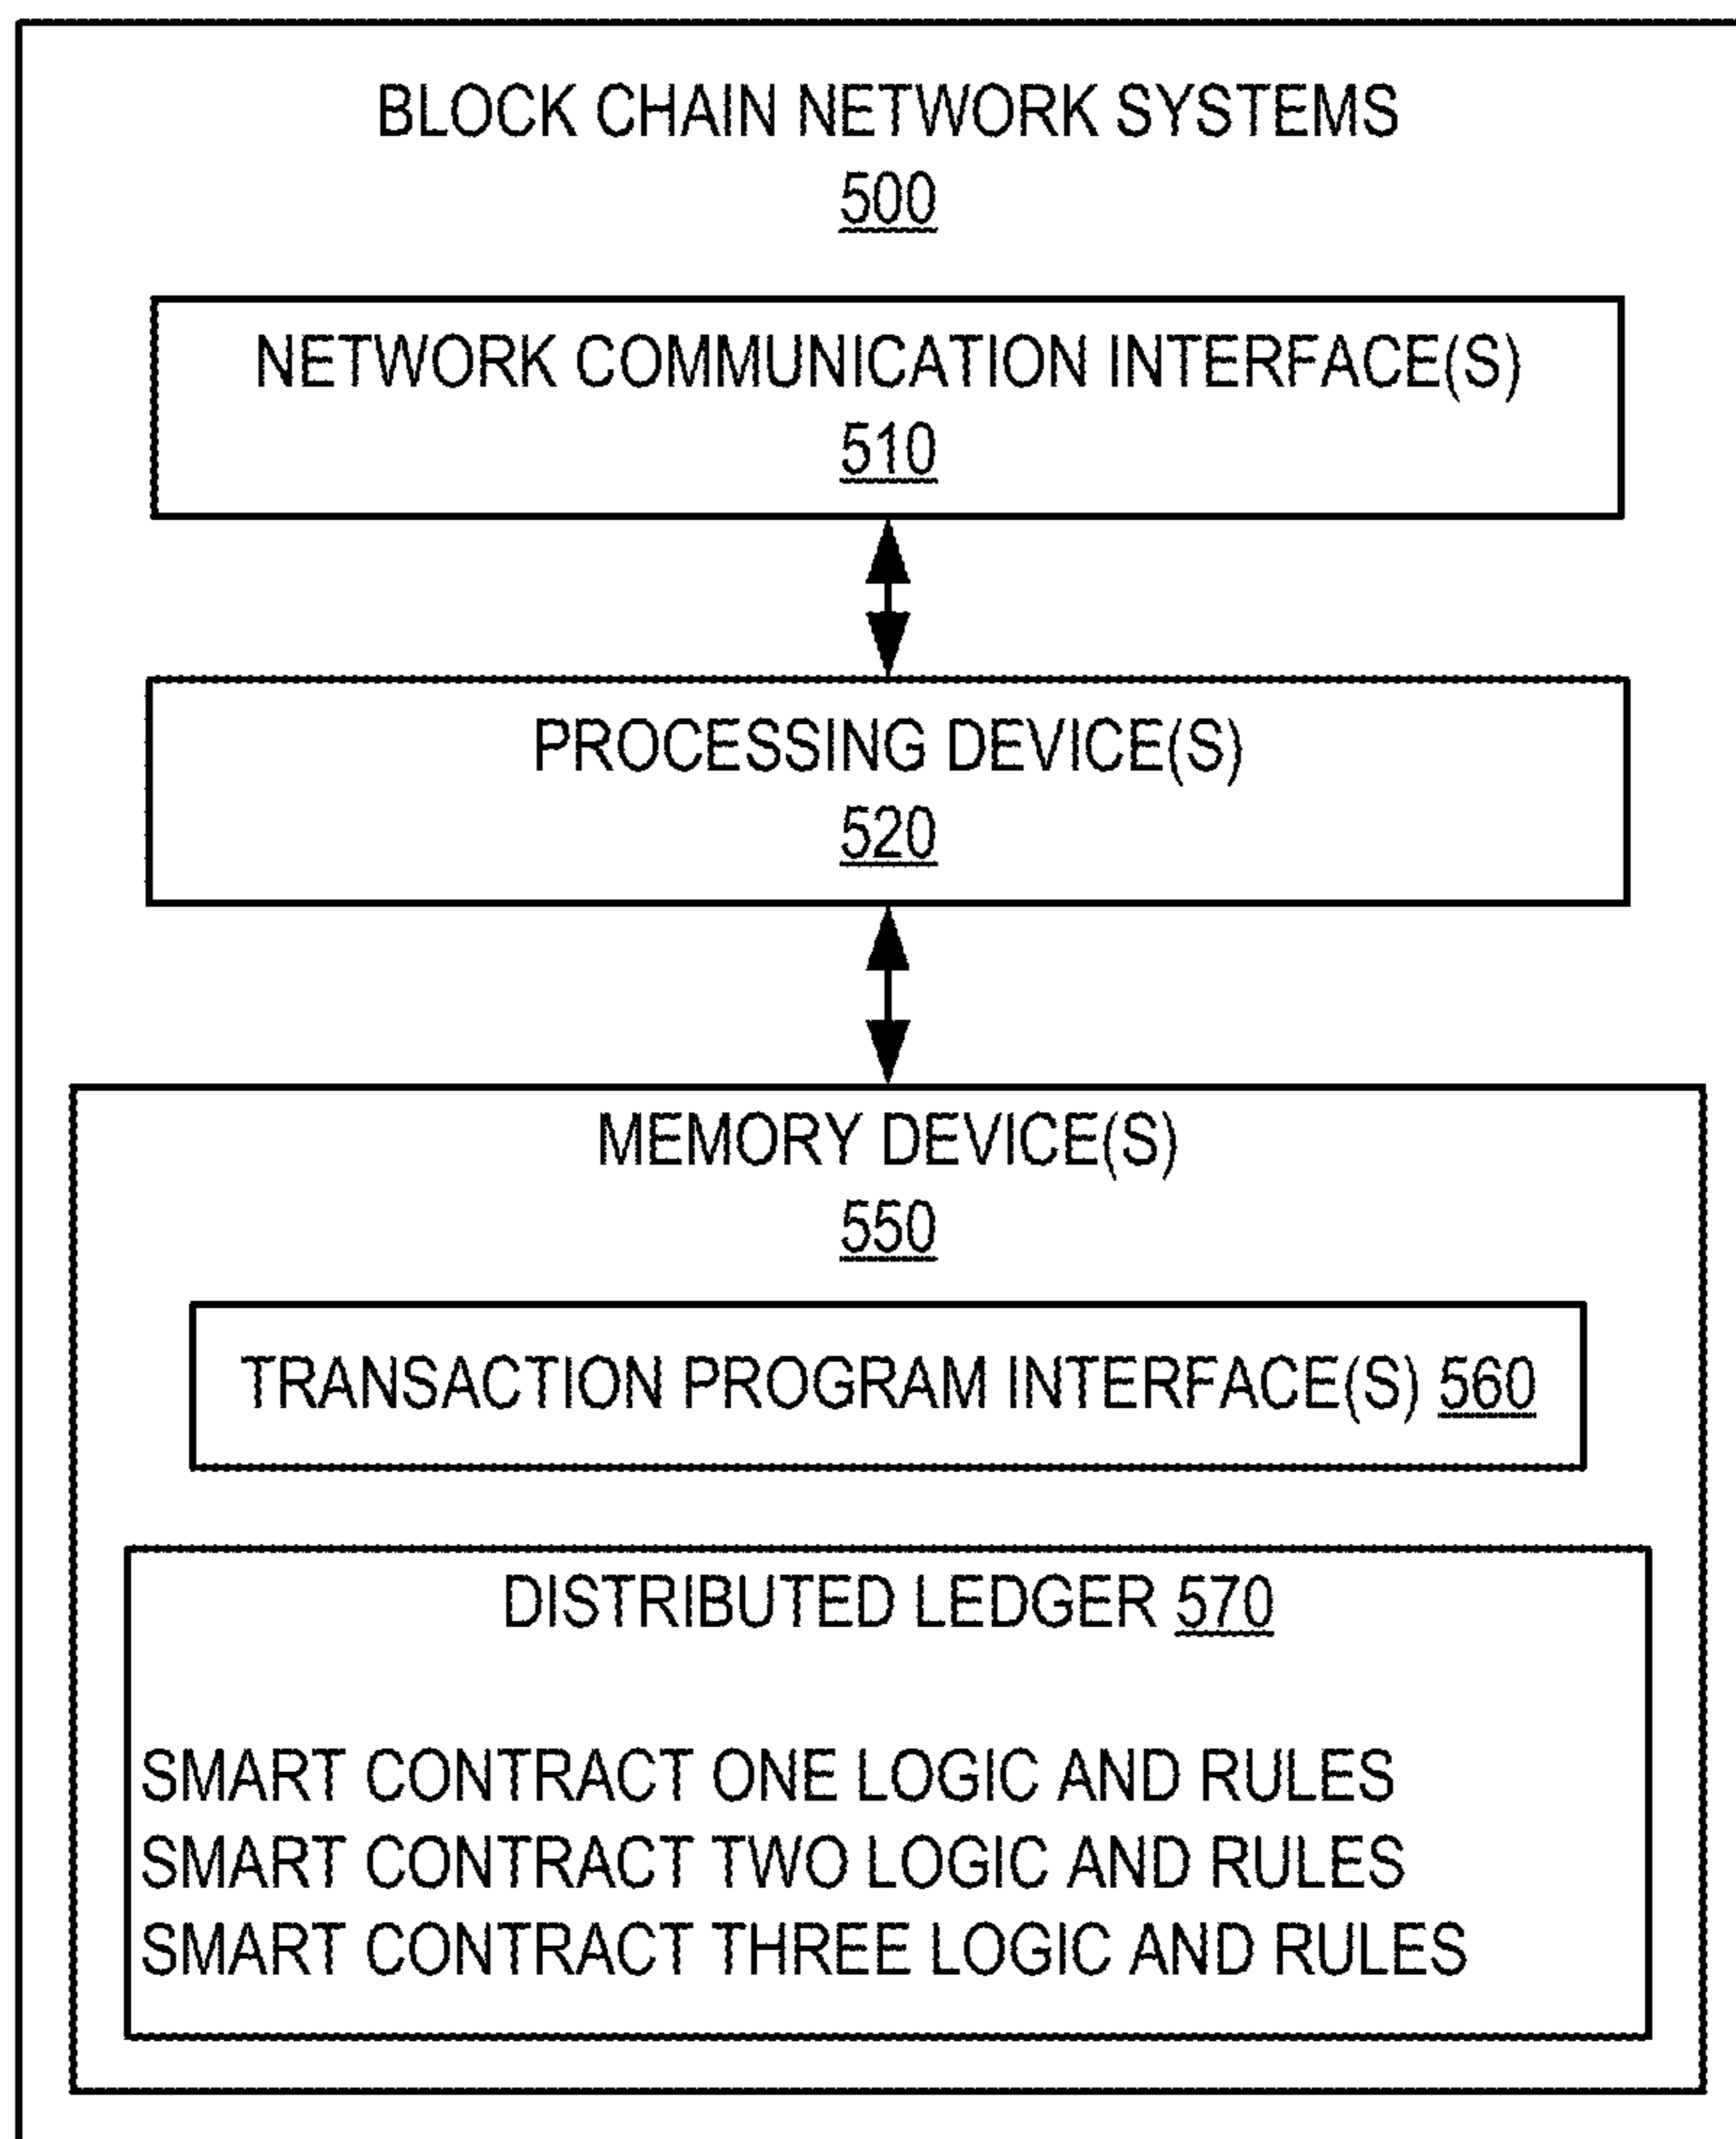 BLOCK CHAIN NETWORK SYSTEMS
500
NETWORK COMMUNICATION INTERFACE(S)
510
PROCESSING DEVICE(S)
520
MEMORY DEVICE(S)
550
TRANSACTION PROGRAM INTERFACE(S) 560
DISTRIBUTED LEDGER 570
SMART CONTRACT ONE LOGIC AND RULES
SMART CONTRACT TWO LOGIC AND RULES
SMART CONTRACT THREE LOGIC AND RULES